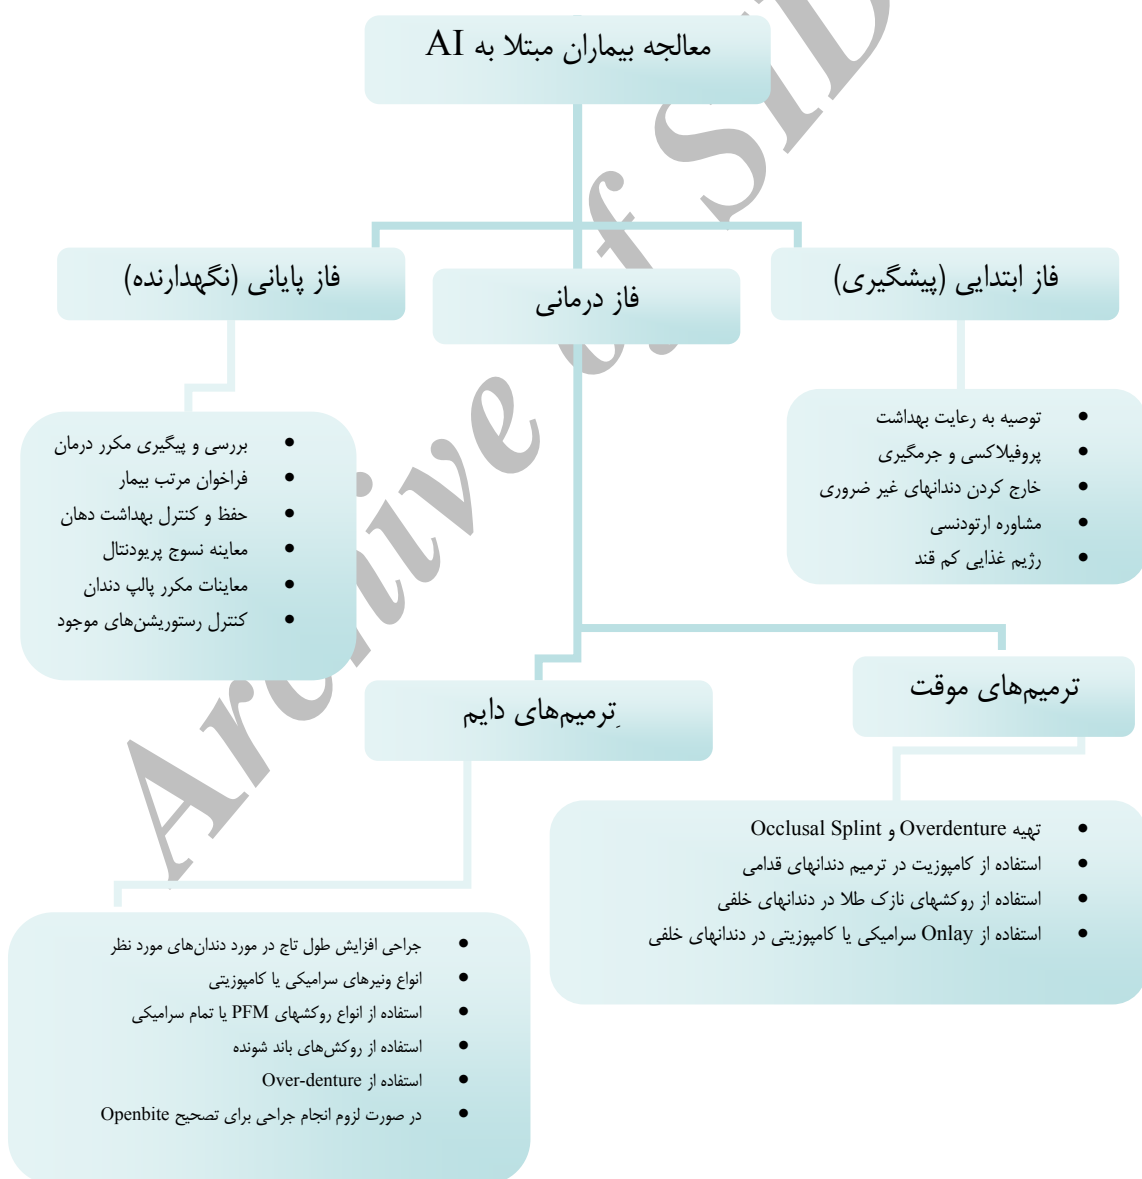 معالجه بیماران مبتلا به AI
فاز ابتدایی (پیشگیری)
فاز درمانی
فاز پایانی (نگهدارنده)
• توصیه به رعایت بهداشت
• پروفیلاکسی و جرمگیری
• خارج کردن دندانهای غیر ضروری
• مشاوره ارتودنسی
• رژیم غذایی کم قند
• بررسی و پیگیری مکرر درمان
• فراخوان مرتب بیمار
• حفظ و کنترل بهداشت دهان
• معاینه نسوج پریودنتال
• معاینات مکرر پالپ دندان
• کنترل رستوریشن‌های موجود
ترمیم‌های موقت
ِترمیم‌های دایم
• تهیه Overdenture و Occlusal Splint
• استفاده از کامپوزیت در ترمیم دندانهای قدامی
• استفاده از روکشهای نازک طلا در دندانهای خلفی
• استفاده از Onlay سرامیکی یا کامپوزیتی در دندانهای خلفی
• جراحی افزایش طول تاج در مورد دندان‌های مورد نظر
• انواع ونیرهای سرامیکی یا کامپوزیتی
• استفاده از انواع روکشهای PFM یا تمام سرامیکی
• استفاده از روکش‌های باند شونده
• استفاده از Over-denture
• در صورت لزوم انجام جراحی برای تصحیح Openbite
Archive of SID